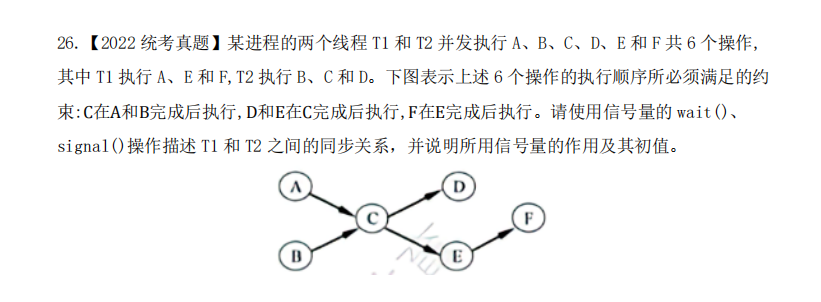 26.【2022 统考真题】某进程的两个线程 T1 和 T2 并发执行 A、B、C、D、E 和 F 共 6 个操作,
其中 T1 执行 A、E 和 F,T2 执行 B、C 和 D。下图表示上述 6 个操作的执行顺序所必须满足的约
束:C在A和B完成后执行,D和E在C完成后执行,F在E完成后执行。请使用信号量的 wait()、
signal()操作描述 T1 和 T2 之间的同步关系，并说明所用信号量的作用及其初值。
A
D
C
F
B
E